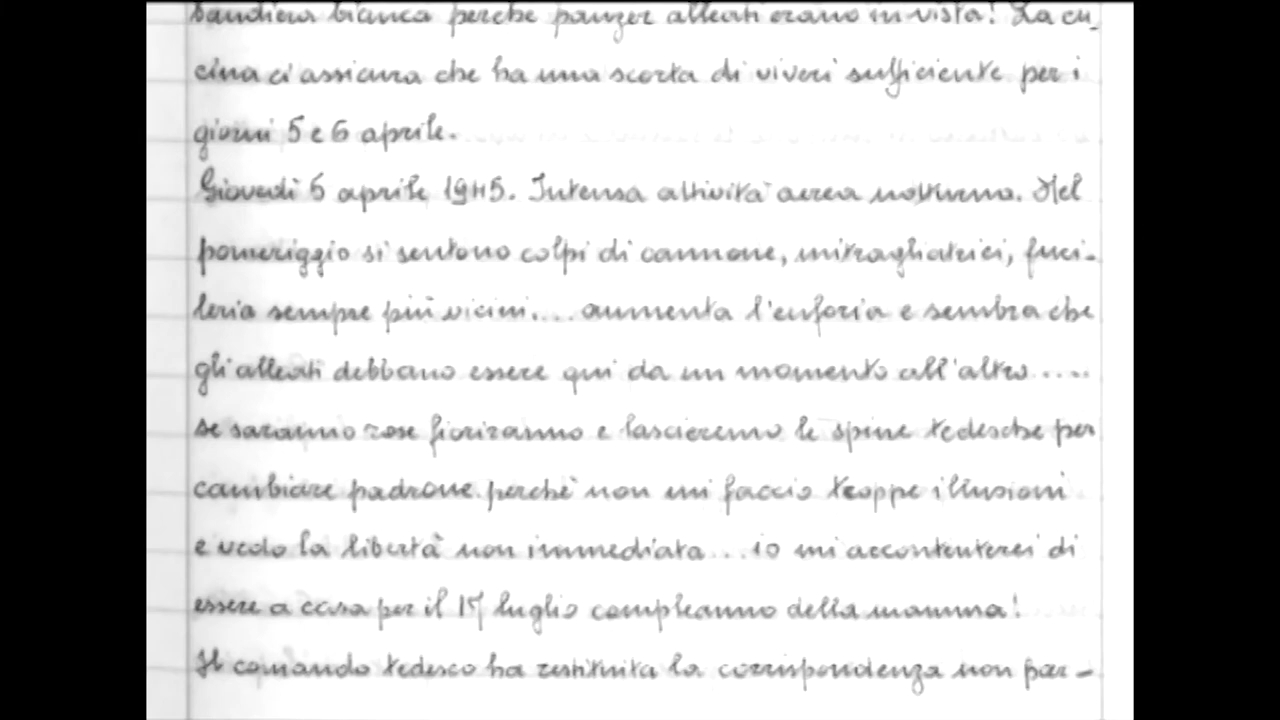 bandiera bianca perchè panzer alleati erano in vista! La cu_
cina ci assicura che ha una scorta di viveri sufficiente per i
giorni 5 e 6 aprile.
Giovedì 5 aprile 1945. Intensa attività aerea notturna. Nel
pomeriggio si sentono colpi di cannone, mitragliatrici, fuci-
leria sempre più vicini.... aumenta l'euforia e sembra che
gli alleati debbano essere qui da un momento all'altro.....
se saranno rose fioriranno e lascieremo le spine tedesche per
cambiare padrone perchè non mi faccio troppe illusioni
e vedo la libertà non immediata... io mi accontenterei di
essere a casa per il 17 luglio compleanno della mamma!
Il comando tedesco ha restituita la corrispondenza non par-